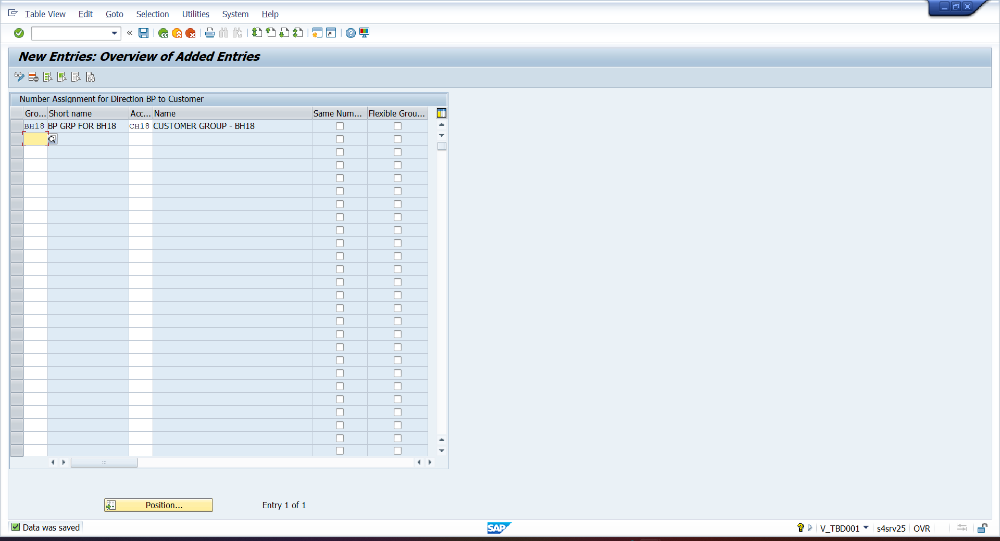 Table View Edit Goto Selection Utilities System Help
New Entries: Overview of Added Entries
Number Assignment for Direction BP to Customer
Gro... Short name Acc... Name Same Num... Flexible Grou...
BH18 BP GRP FOR BH18 CH18 CUSTOMER GROUP - BH18
Position... Entry 1 of 1
Data was saved SAP V_TBD001 s4srv25 OVR